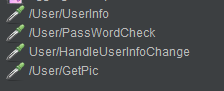 /User/UserInfo
/User/PassWordCheck
User/HandleUserInfoChange
/User/GetPic